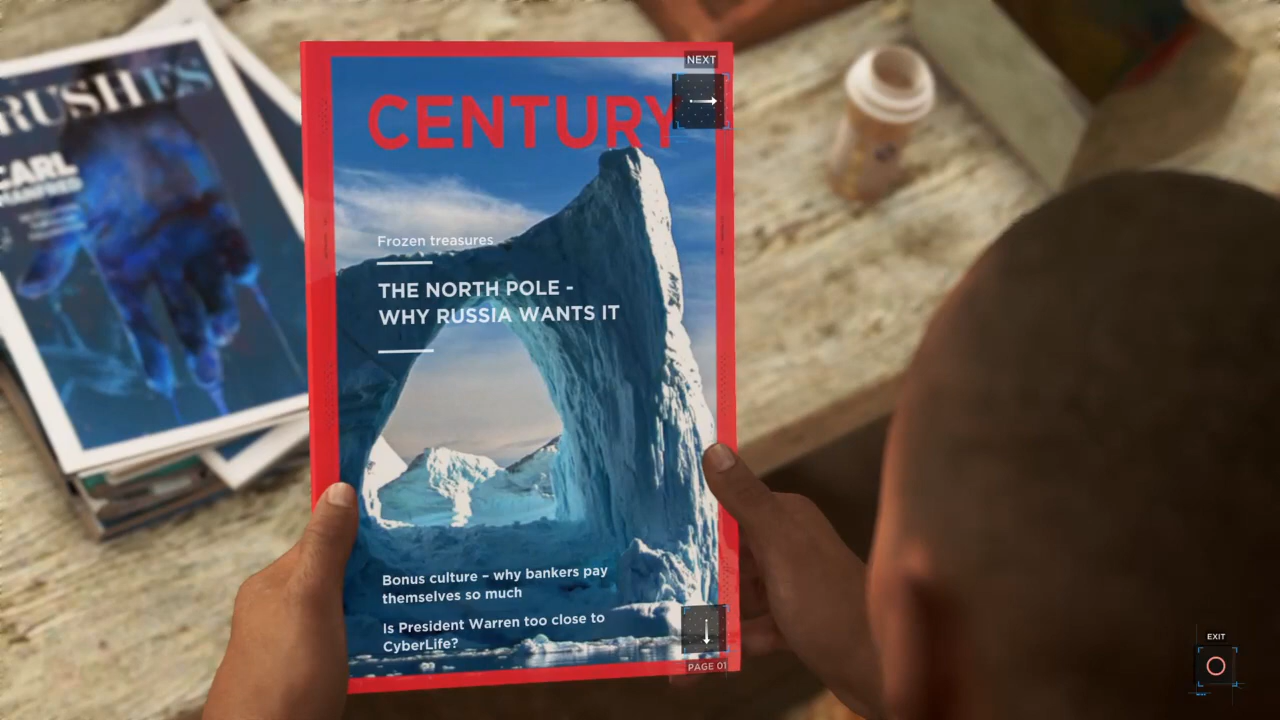 RUSHES
CARL
MANFRED
CENTURY
Frozen treasures
THE NORTH POLE -
WHY RUSSIA WANTS IT
Bonus culture – why bankers pay
themselves so much
Is President Warren too close to
CyberLife?
NEXT
PAGE 01
EXIT